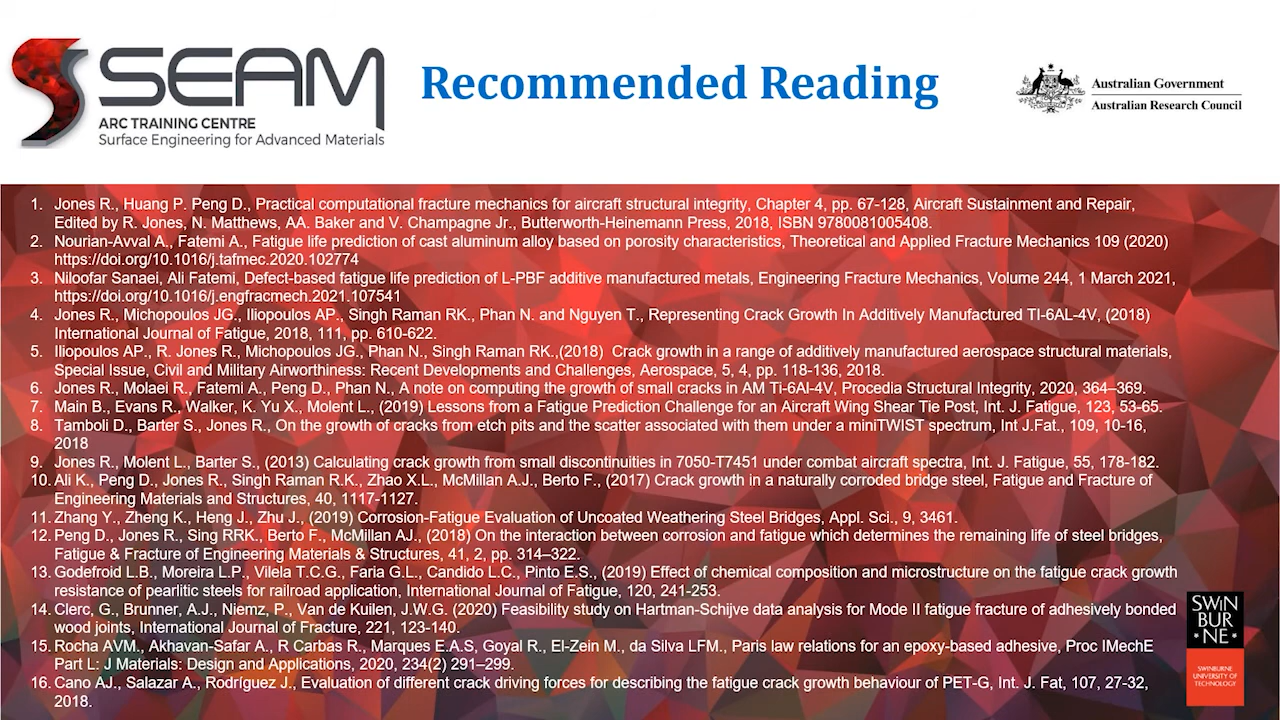 SEAM
ARC TRAINING CENTRE
Surface Engineering for Advanced Materials
Recommended Reading
Australian Government
Australian Research Council
1. Jones R., Huang P. Peng D., Practical computational fracture mechanics for aircraft structural integrity, Chapter 4, pp. 67-128, Aircraft Sustainment and Repair,
Edited by R. Jones, N. Matthews, AA. Baker and V. Champagne Jr., Butterworth-Heinemann Press, 2018, ISBN 9780081005408.
2. Nourian-Avval A., Fatemi A., Fatigue life prediction of cast aluminum alloy based on porosity characteristics, Theoretical and Applied Fracture Mechanics 109 (2020)
https://doi.org/10.1016/j.tafmec.2020.102774
3. Niloofar Sanaei, Ali Fatemi, Defect-based fatigue life prediction of L-PBF additive manufactured metals, Engineering Fracture Mechanics, Volume 244, 1 March 2021,
https://doi.org/10.1016/j.engfracmech.2021.107541
4. Jones R., Michopoulos JG., Iliopoulos AP., Singh Raman RK., Phan N. and Nguyen T., Representing Crack Growth In Additively Manufactured TI-6AL-4V, (2018)
International Journal of Fatigue, 2018, 111, pp. 610-622.
5. Iliopoulos AP., R. Jones R., Michopoulos JG., Phan N., Singh Raman RK.,(2018) Crack growth in a range of additively manufactured aerospace structural materials,
Special Issue, Civil and Military Airworthiness: Recent Developments and Challenges, Aerospace, 5, 4, pp. 118-136, 2018.
6. Jones R., Molaei R., Fatemi A., Peng D., Phan N., A note on computing the growth of small cracks in AM Ti-6Al-4V, Procedia Structural Integrity, 2020, 364–369.
7. Main B., Evans R., Walker, K. Yu X., Molent L., (2019) Lessons from a Fatigue Prediction Challenge for an Aircraft Wing Shear Tie Post, Int. J. Fatigue, 123, 53-65.
8. Tamboli D., Barter S., Jones R., On the growth of cracks from etch pits and the scatter associated with them under a miniTWIST spectrum, Int J.Fat., 109, 10-16,
2018
9. Jones R., Molent L., Barter S., (2013) Calculating crack growth from small discontinuities in 7050-T7451 under combat aircraft spectra, Int. J. Fatigue, 55, 178-182.
10. Ali K., Peng D., Jones R., Singh Raman R.K., Zhao X.L., McMillan A.J., Berto F., (2017) Crack growth in a naturally corroded bridge steel, Fatigue and Fracture of
Engineering Materials and Structures, 40, 1117-1127.
11. Zhang Y., Zheng K., Heng J., Zhu J., (2019) Corrosion-Fatigue Evaluation of Uncoated Weathering Steel Bridges, Appl. Sci., 9, 3461.
12. Peng D., Jones R., Sing RRK., Berto F., McMillan AJ., (2018) On the interaction between corrosion and fatigue which determines the remaining life of steel bridges,
Fatigue & Fracture of Engineering Materials & Structures, 41, 2, pp. 314–322.
13. Godefroid L.B., Moreira L.P., Vilela T.C.G., Faria G.L., Candido L.C., Pinto E.S., (2019) Effect of chemical composition and microstructure on the fatigue crack growth
resistance of pearlitic steels for railroad application, International Journal of Fatigue, 120, 241-253.
14. Clerc, G., Brunner, A.J., Niemz, P., Van de Kuilen, J.W.G. (2020) Feasibility study on Hartman-Schijve data analysis for Mode II fatigue fracture of adhesively bonded
wood joints, International Journal of Fracture, 221, 123-140.
15. Rocha AVM., Akhavan-Safar A., R Carbas R., Marques E.A.S, Goyal R., El-Zein M., da Silva LFM., Paris law relations for an epoxy-based adhesive, Proc IMechE
Part L: J Materials: Design and Applications, 2020, 234(2) 291–299.
16. Cano AJ., Salazar A., Rodríguez J., Evaluation of different crack driving forces for describing the fatigue crack growth behaviour of PET-G, Int. J. Fat, 107, 27-32,
2018.
SWIN
BUR
* NE *
SWINBURNE
UNIVERSITY OF
TECHNOLOGY